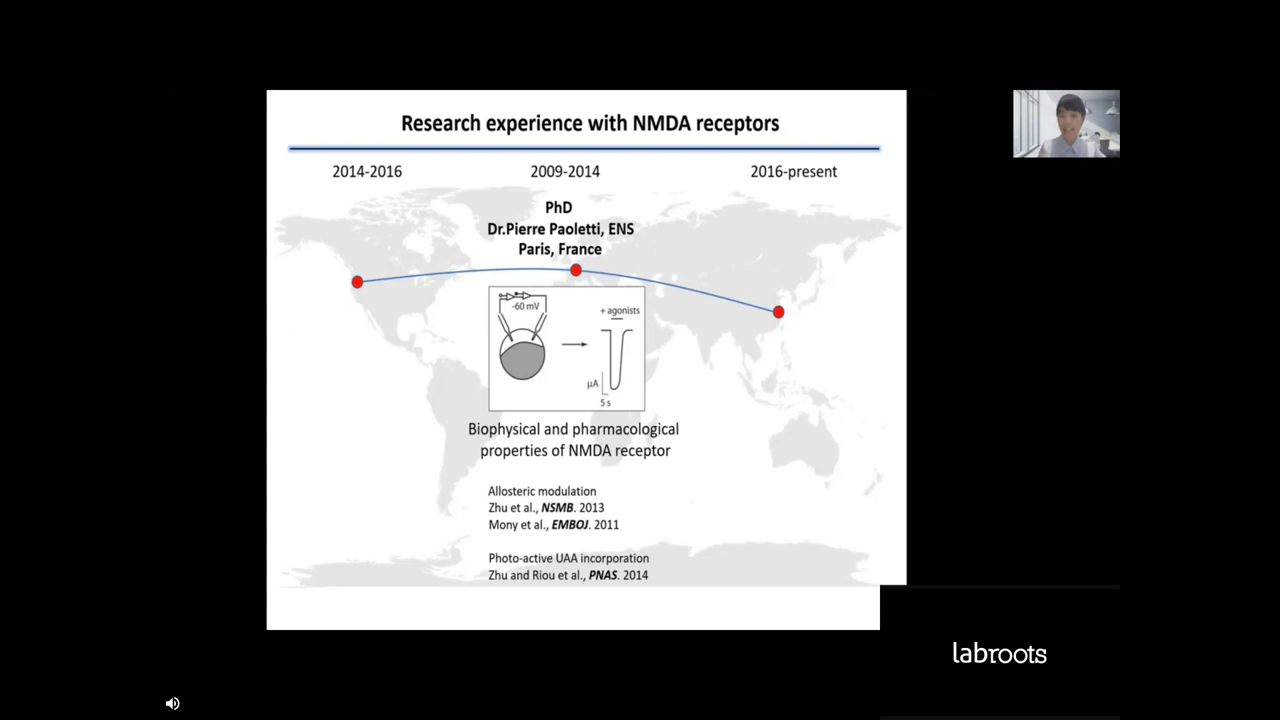 Research experience with NMDA receptors
2014-2016
2009-2014
2016-present
PhD
Dr.Pierre Paoletti, ENS
Paris, France
-60 mV
+ agonists
μA
5 s
Biophysical and pharmacological
properties of NMDA receptor
Allosteric modulation
Zhu et al., NSMB. 2013
Mony et al., EMBOJ. 2011
Photo-active UAA incorporation
Zhu and Riou et al., PNAS. 2014
labroots